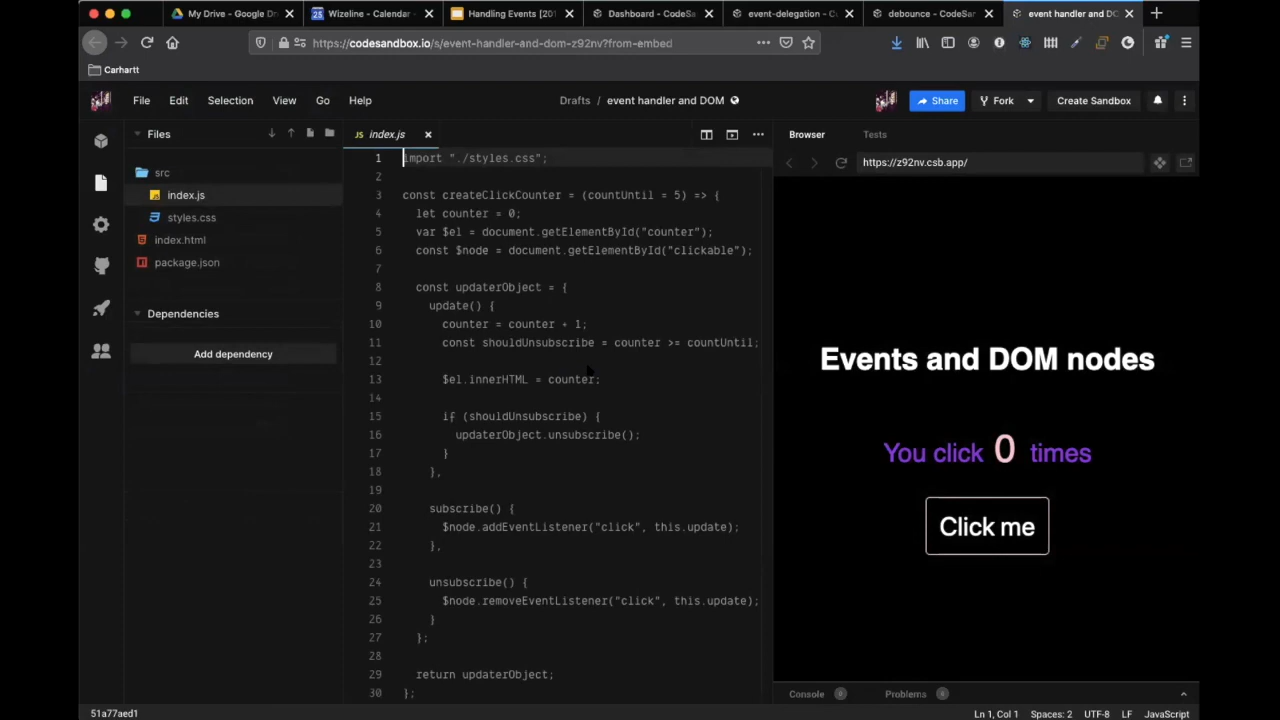 My Drive - Google Dr
Wizeline - Calendar -
Handling Events [201
Dashboard - CodeSa
event-delegation - Co
debounce - CodeSar
event handler and DO
https://codesandbox.io/s/event-handler-and-dom-z92nv?from-embed
Carhartt
File Edit Selection View Go Help
Drafts / event handler and DOM
Share Fork Create Sandbox
Files
src
index.js
styles.css
index.html
package.json
Dependencies
Add dependency
JS index.js
1 import "./styles.css";
2
3 const createClickCounter = (countUntil = 5) => {
4 let counter = 0;
5 var $el = document.getElementById("counter");
6 const $node = document.getElementById("clickable");
7
8 const updaterObject = {
9 update() {
10 counter = counter + 1;
11 const shouldUnsubscribe = counter >= countUntil;
12
13 $el.innerHTML = counter;
14
15 if (shouldUnsubscribe) {
16 updaterObject.unsubscribe();
17 }
18 },
19
20 subscribe() {
21 $node.addEventListener("click", this.update);
22 },
23
24 unsubscribe() {
25 $node.removeEventListener("click", this.update);
26 }
27 };
28
29 return updaterObject;
30 };
Browser Tests
https://z92nv.csb.app/
Events and DOM nodes
You click 0 times
Click me
Console 0 Problems 0
51a77aed1
Ln 1, Col 1 Spaces: 2 UTF-8 LF JavaScript